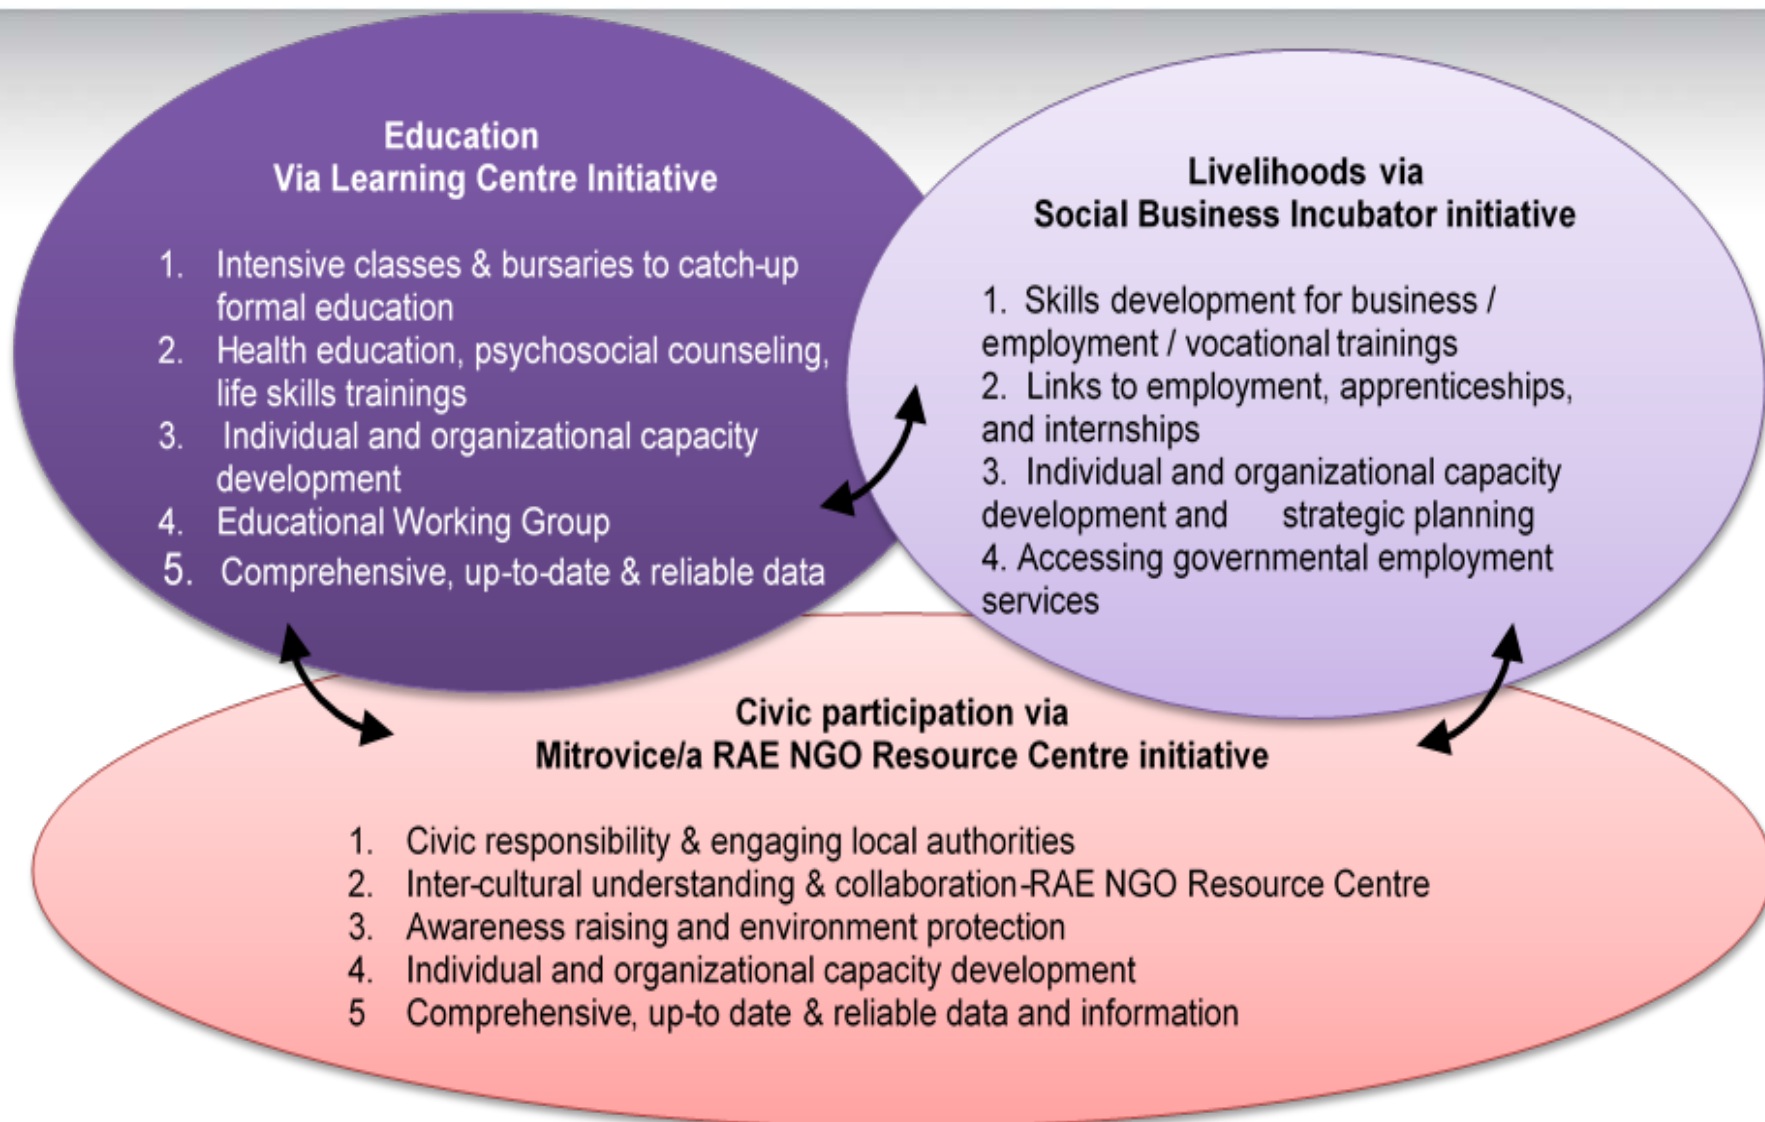 Education
Via Learning Centre Initiative
1. Intensive classes & bursaries to catch-up
formal education
2. Health education, psychosocial counseling,
life skills trainings
3. Individual and organizational capacity
development
4. Educational Working Group
5. Comprehensive, up-to-date & reliable data
Livelihoods via
Social Business Incubator initiative
1. Skills development for business /
employment / vocational trainings
2. Links to employment, apprenticeships,
and internships
3. Individual and organizational capacity
development and strategic planning
4. Accessing governmental employment
services
Civic participation via
Mitrovice/a RAE NGO Resource Centre initiative
1. Civic responsibility & engaging local authorities
2. Inter-cultural understanding & collaboration-RAE NGO Resource Centre
3. Awareness raising and environment protection
4. Individual and organizational capacity development
5 Comprehensive, up-to date & reliable data and information